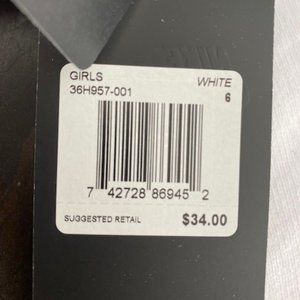 GIRLS
36H957-001 WHITE
6
7 42728 86945 2
SUGGESTED RETAIL $34.00